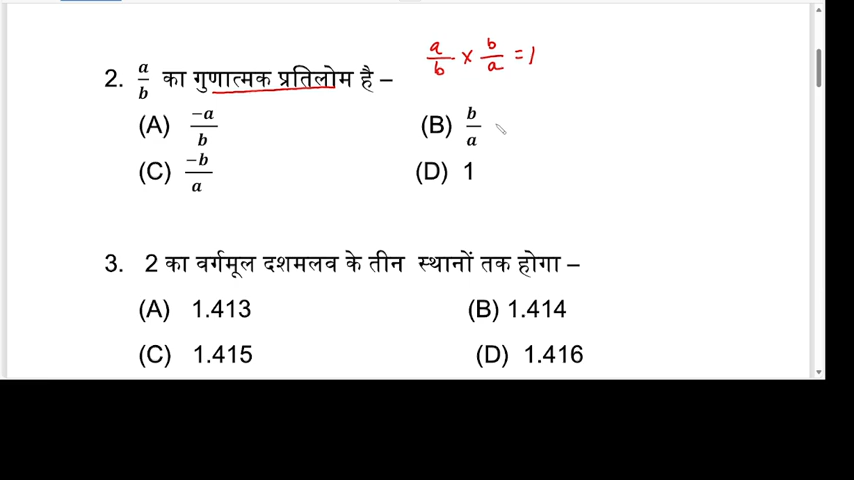 a/b × b/a = 1
2. a/b का गुणात्मक प्रतिलोम है –
(A) -a/b (B) b/a
(C) -b/a (D) 1
3. 2 का वर्गमूल दशमलव के तीन स्थानों तक होगा –
(A) 1.413 (B) 1.414
(C) 1.415 (D) 1.416